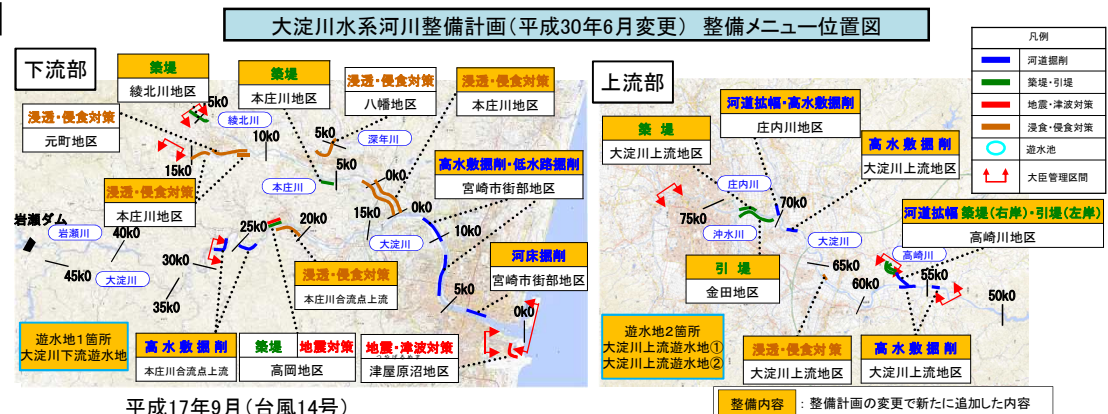 大淀川水系河川整備計画(平成30年6月変更) 整備メニュー位置図
下流部
築堤
綾北川地区
築堤
本庄川地区
浸透・侵食対策
八幡地区
浸透・侵食対策
本庄川地区
浸透・侵食対策
元町地区
5k0
綾北川
10k0
15k0
5k0
深年川
5k0
0k0
本庄川
高水敷掘削・低水路掘削
宮崎市街部地区
浸透・侵食対策
本庄川地区
15k0
0k0
大淀川
10k0
岩瀬ダム
岩瀬川
40k0
45k0
大淀川
35k0
30k0
25k0
20k0
浸透・侵食対策
本庄川合流点上流
河床掘削
宮崎市街部地区
5k0
0k0
遊水地1箇所
大淀川下流遊水地
高水敷掘削
本庄川合流点上流
築堤 地震対策
高岡地区
地震・津波対策
津屋原沼地区
平成17年9月(台風14号)
上流部
河道拡幅・高水敷掘削
庄内川地区
築堤
大淀川上流地区
高水敷掘削
大淀川上流地区
庄内川
75k0
70k0
沖水川
大淀川
河道拡幅 築堤(右岸)・引堤(左岸)
高崎川地区
高崎川
引堤
金田地区
65k0
60k0
55k0
50k0
遊水地2箇所
大淀川上流遊水地①
大淀川上流遊水地②
浸透・侵食対策
大淀川上流地区
高水敷掘削
大淀川上流地区
整備内容 : 整備計画の変更で新たに追加した内容
凡例
河道掘削
築堤・引堤
地震・津波対策
浸食・侵食対策
遊水池
大臣管理区間